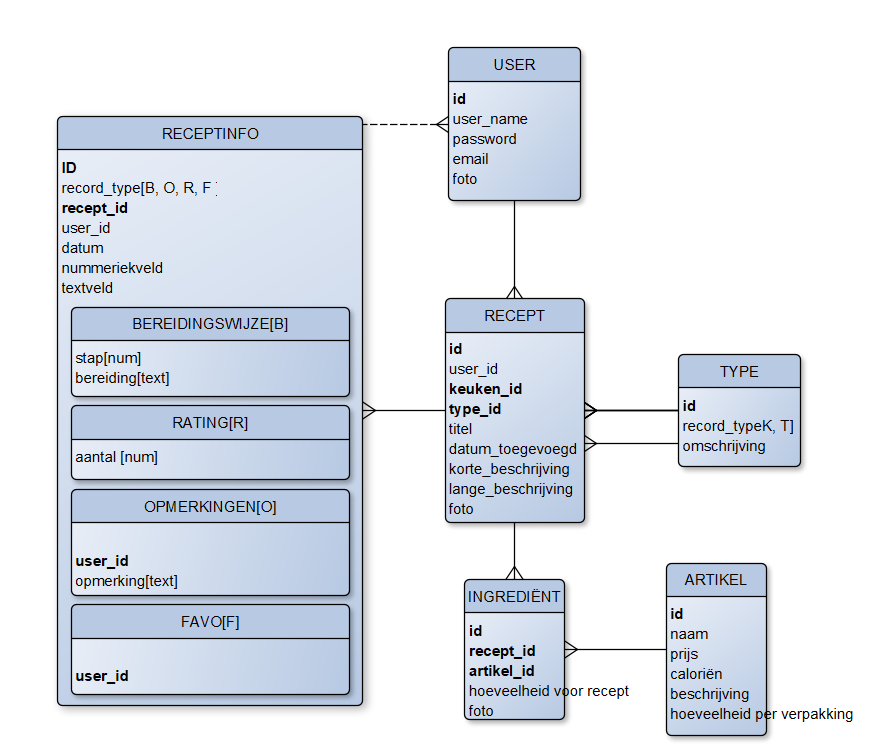 USER
id
user_name
password
email
foto
RECEPTINFO
ID
record_type[B, O, R, F ]
recept_id
user_id
datum
nummeriekveld
textveld
BEREIDINGSWIJZE[B]
stap[num]
bereiding[text]
RATING[R]
aantal [num]
OPMERKINGEN[O]
user_id
opmerking[text]
FAVO[F]
user_id
RECEPT
id
user_id
keuken_id
type_id
titel
datum_toegevoegd
korte_beschrijving
lange_beschrijving
foto
TYPE
id
record_typeK, T]
omschrijving
INGREDIËNT
id
recept_id
artikel_id
hoeveelheid voor recept
foto
ARTIKEL
id
naam
prijs
caloriën
beschrijving
hoeveelheid per verpakking